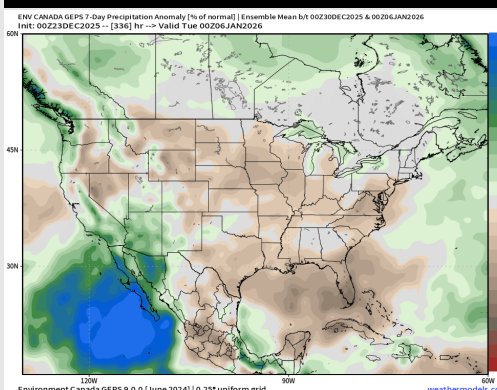 ENV CANADA GEPS 7-Day Precipitation Anomaly [% of normal] | Ensemble Mean b/t 00Z30DEC2025 & 00Z06JAN2026
Init: 00Z23DEC2025 -- [336] hr --> Valid Tue 00Z06JAN2026
60N
45N
30N
120W
90W
60W
Environment Canada GEPS 9.0.0 [June 2024] | 0.25° uniform grid
weathermodels.c